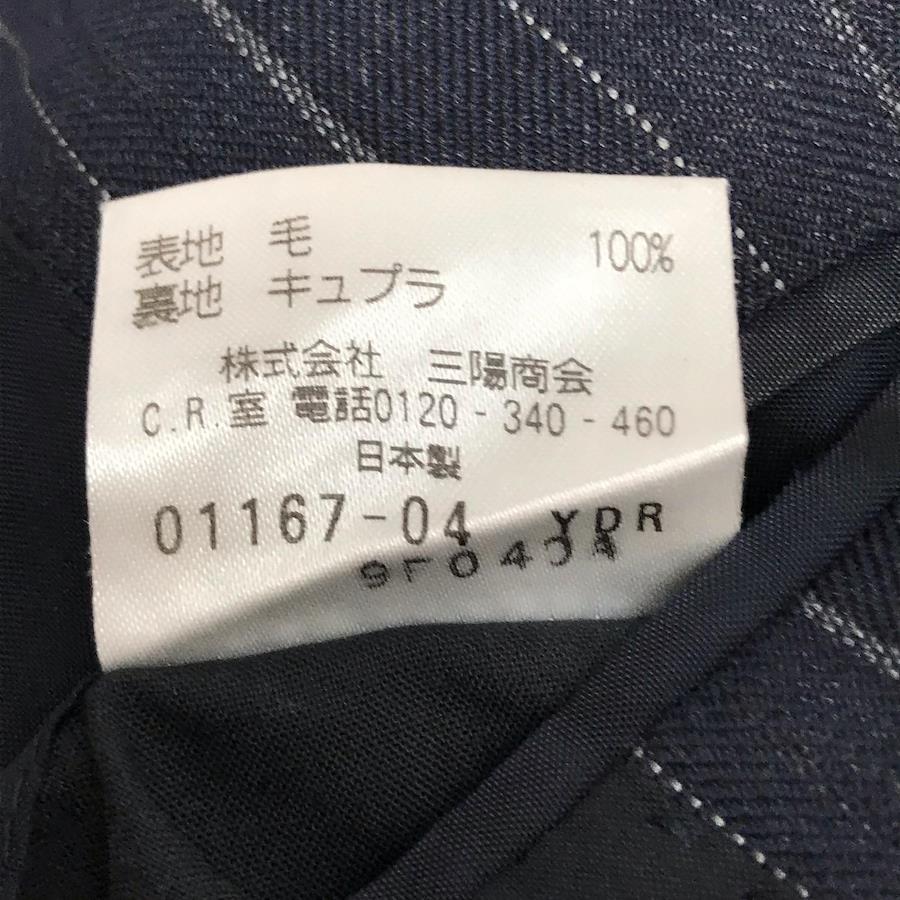 表地 毛 100%
裏地 キュプラ
株式会社 三陽商会
C.R.室 電話0120-340-460
日本製
01167-04 YDR